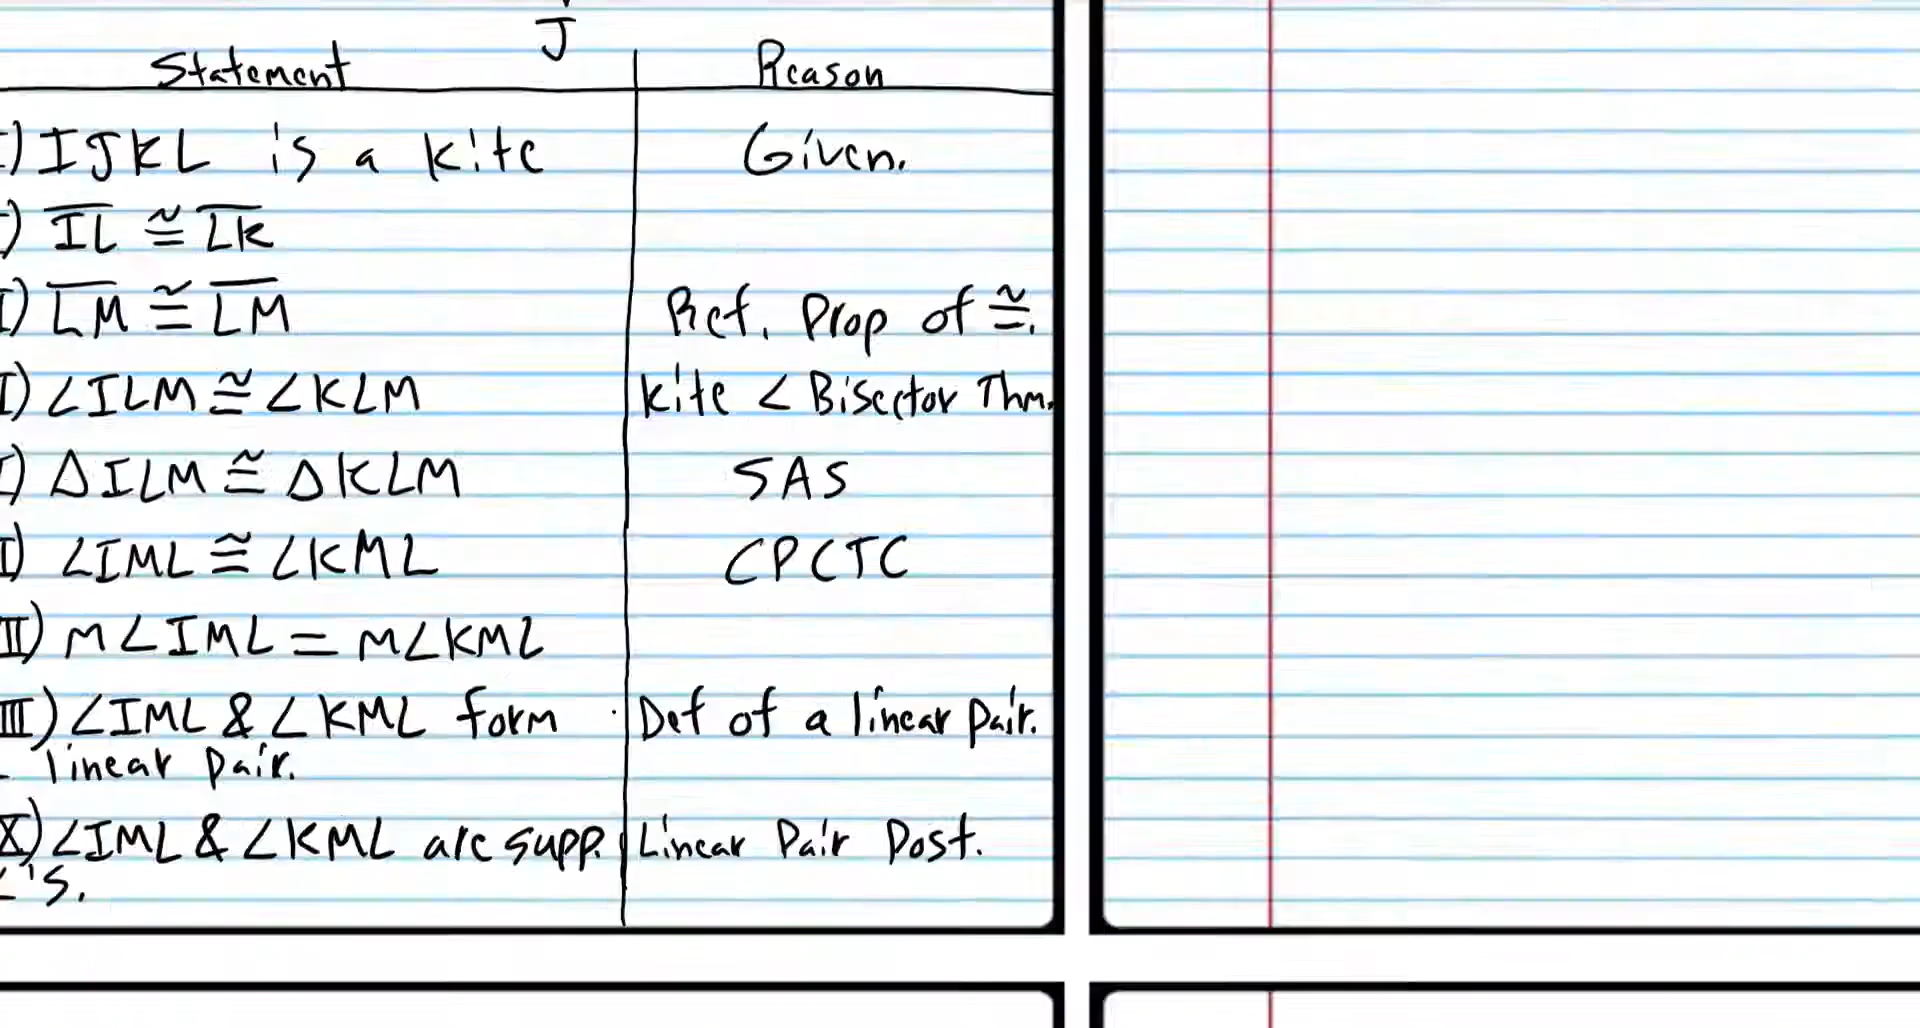 J
Statement Reason
I) IJKL is a kite Given.
I) IL ≅ LK
I) LM ≅ LM Ref. Prop of ≅.
I) ∠ILM ≅ ∠KLM kite < Bisector Thm.
I) ΔILM ≅ ΔKLM SAS
I) ∠IML ≅ ∠KML CPCTC
II) m∠IML = m∠KML
III) ∠IML & ∠KML form Def of a linear pair.
linear pair.
X) ∠IML & ∠KML are supp. Linear Pair Post.
∠'s.